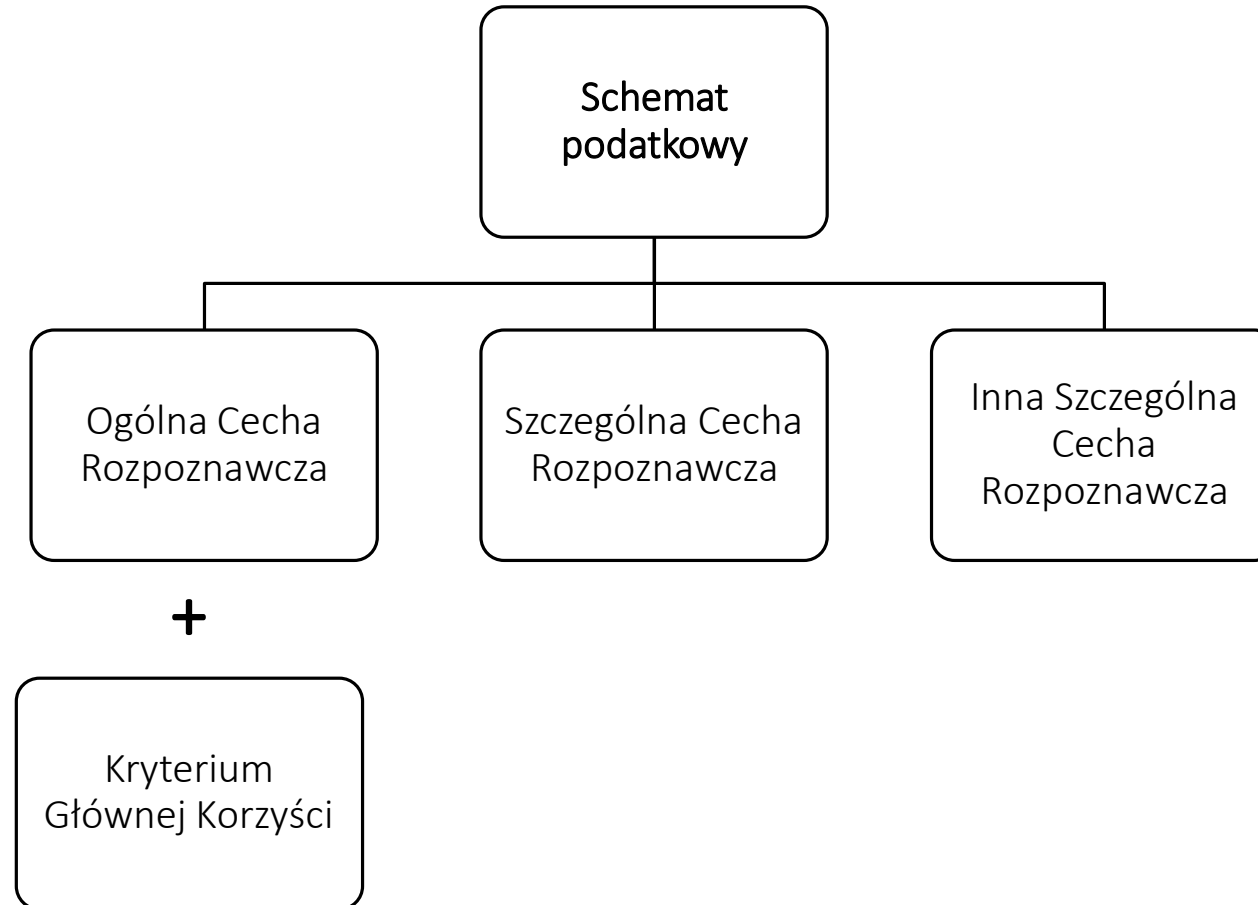 Schemat
podatkowy
Ogólna Cecha
Rozpoznawcza
Szczególna Cecha
Rozpoznawcza
Inna Szczególna
Cecha
Rozpoznawcza
+
Kryterium
Głównej Korzyści